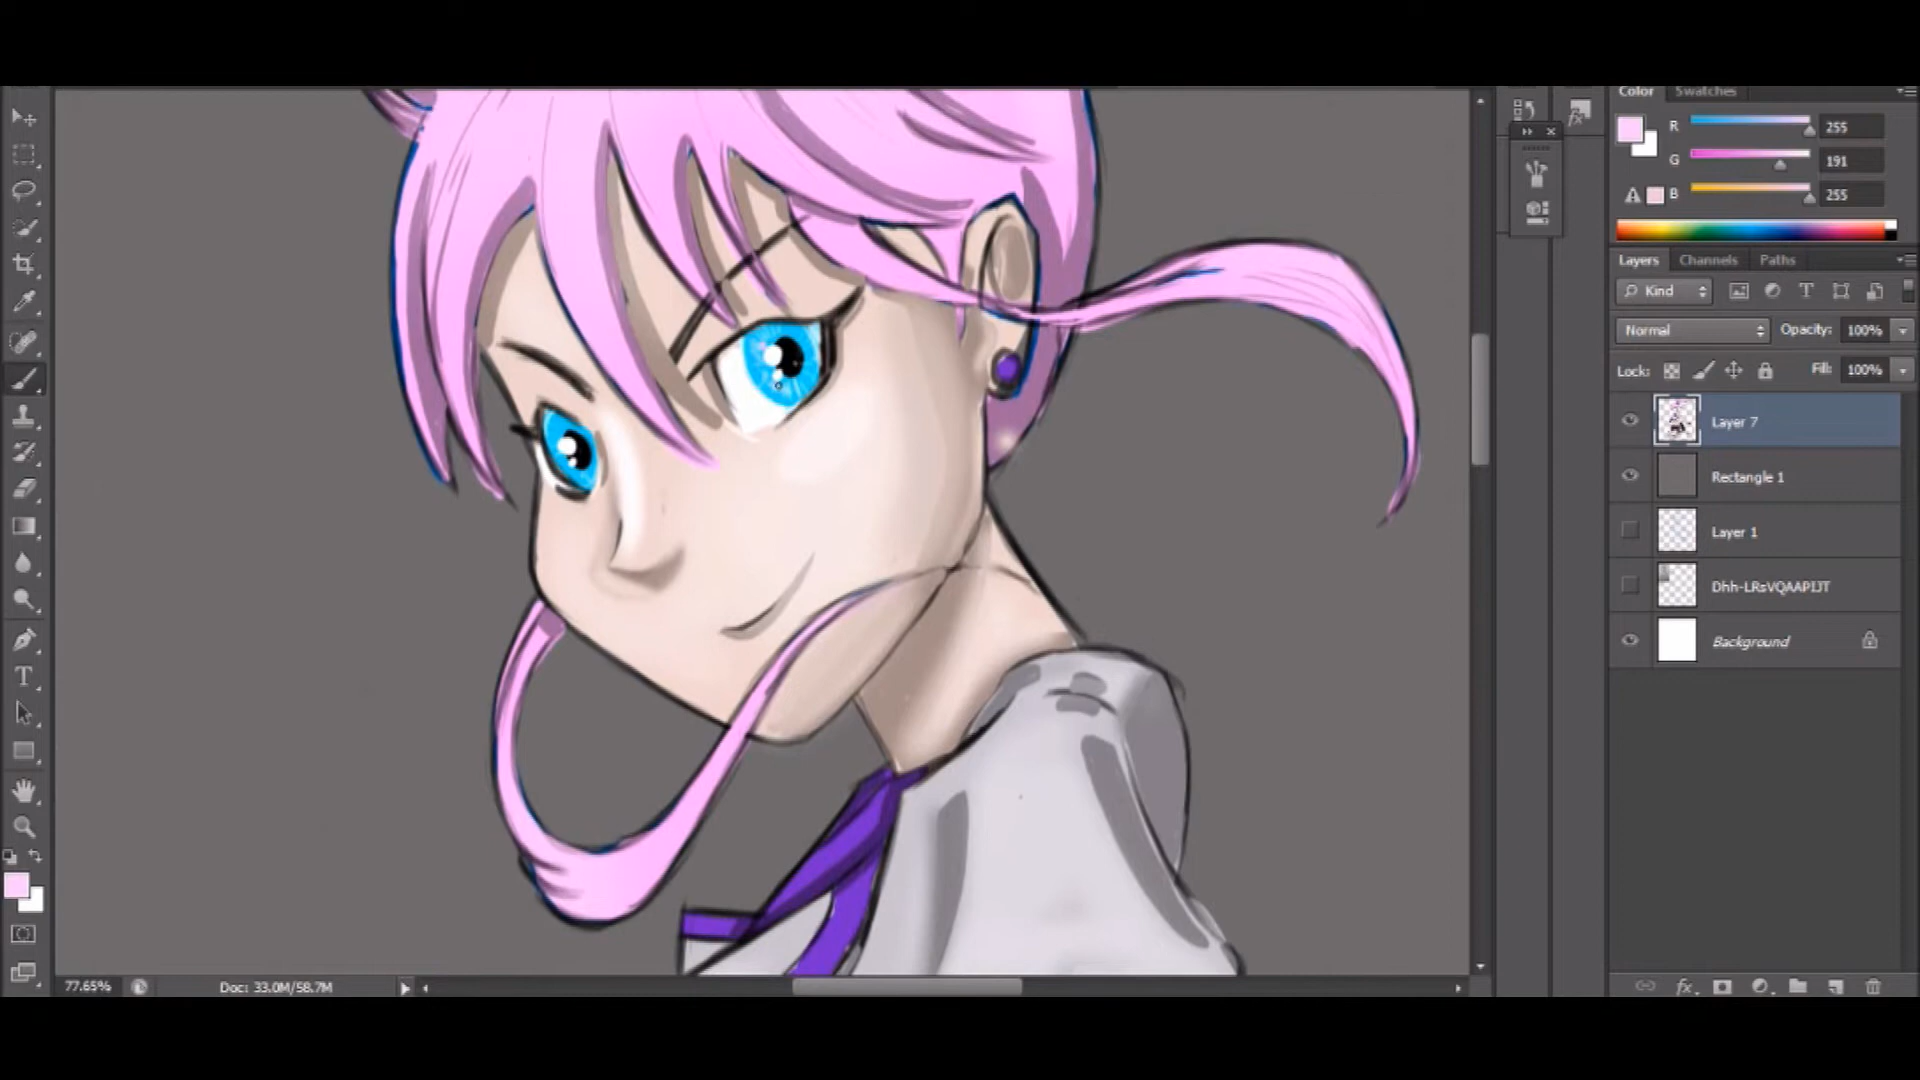 Color Swatches
R 255
G 191
B 255
Layers Channels Paths
Kind
Normal Opacity: 100%
Lock: Fill: 100%
Layer 7
Rectangle 1
Layer 1
Dhh-LRsVQAAPIJT
Background
77.65% Doc: 33.0M/58.7M